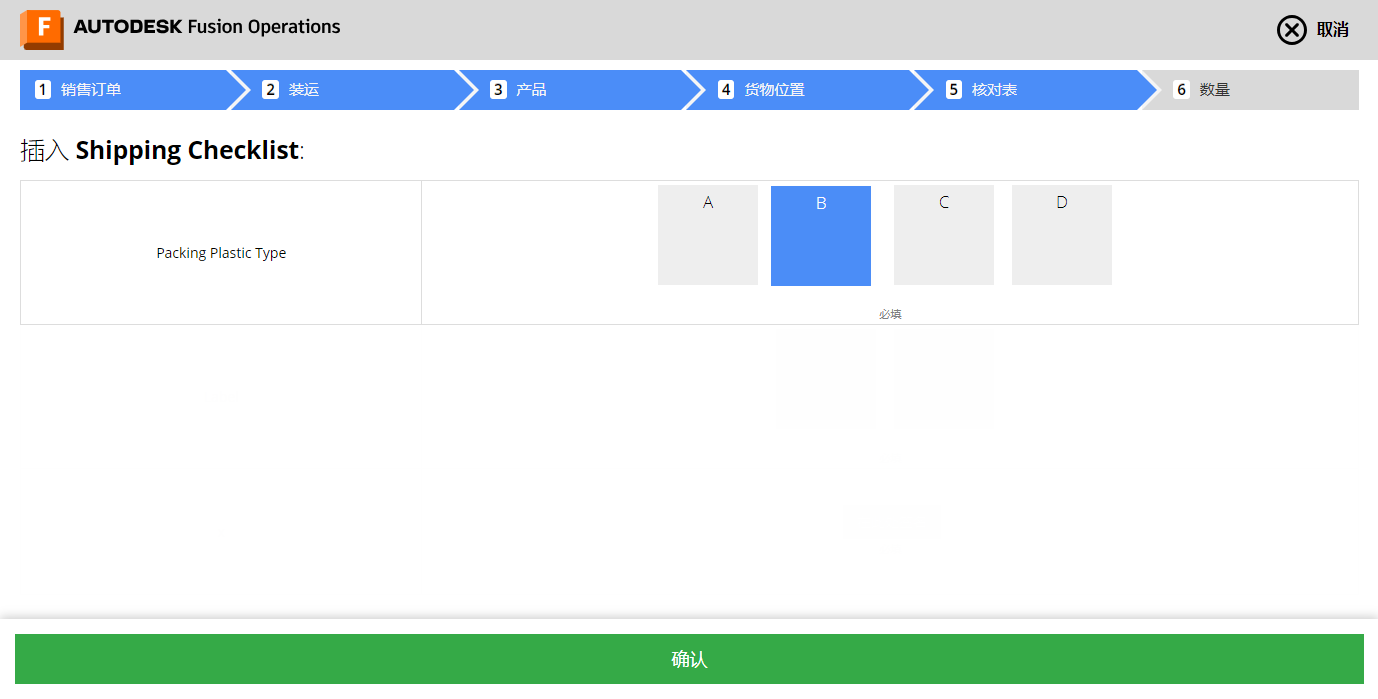 F AUTODESK Fusion Operations
取消
1 销售订单
2 装运
3 产品
4 货物位置
5 核对表
6 数量
插入 Shipping Checklist:
Packing Plastic Type
A
B
C
D
必填
确认